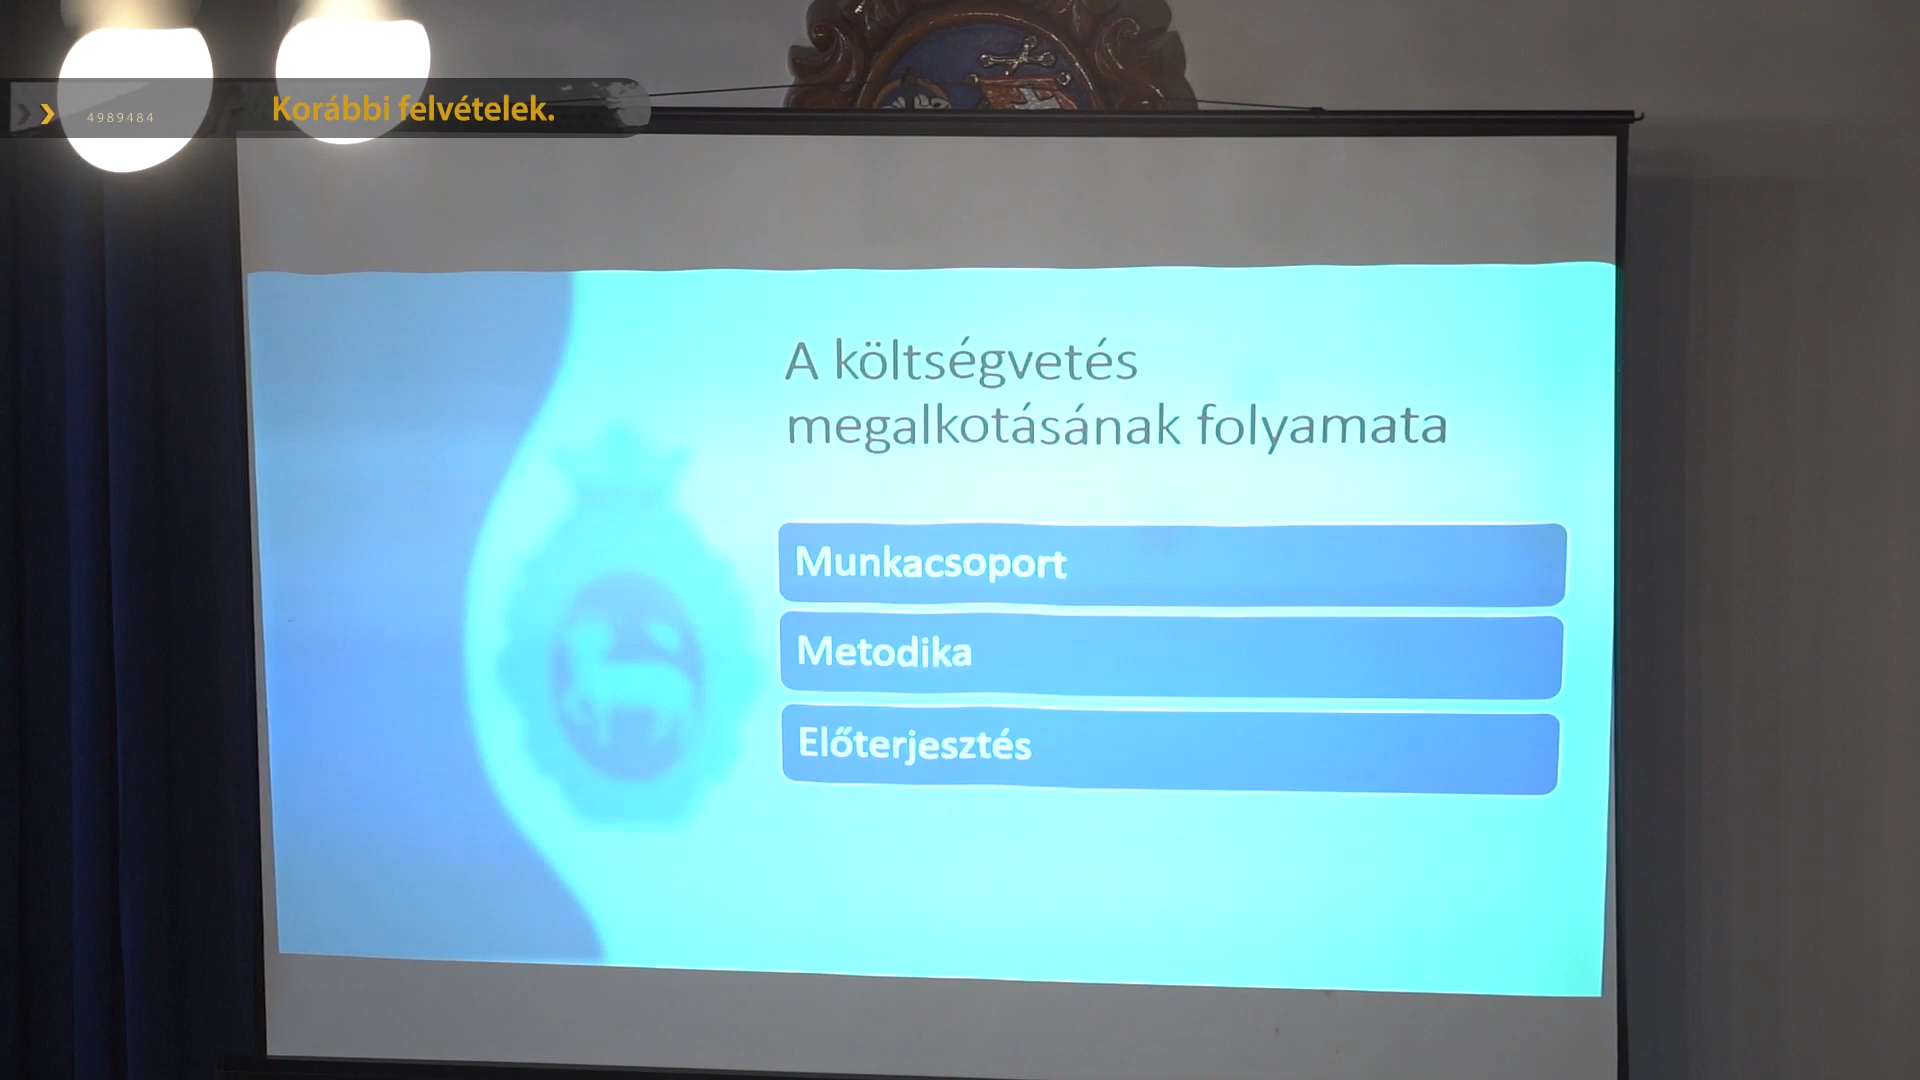 4989484
Korábbi felvételek.
A költségvetés
megalkotásának folyamata
Munkacsoport
Metodika
Előterjesztés